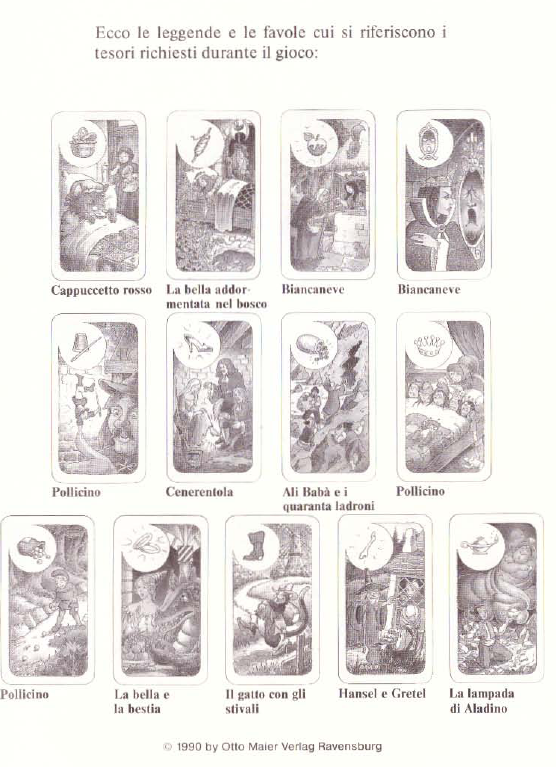 Ecco le leggende e le favole cui si riferiscono i
tesori richiesti durante il gioco:
Cappuccetto rosso
La bella addor-
mentata nel bosco
Biancaneve
Biancaneve
Pollicino
Cenerentola
Ali Babà e i
quaranta ladroni
Pollicino
Pollicino
La bella e
la bestia
Il gatto con gli
stivali
Hansel e Gretel
La lampada
di Aladino
© 1990 by Otto Maier Verlag Ravensburg